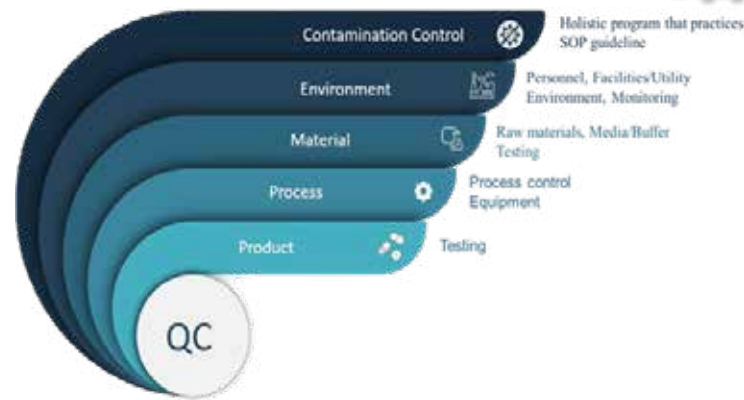 Contamination Control
Holistic program that practices
SOP guideline
Environment
Personnel, Facilities/Utility
Environment, Monitoring
Material
Raw materials, Media/Buffer
Testing
Process
Process control
Equipment
Product
Testing
QC